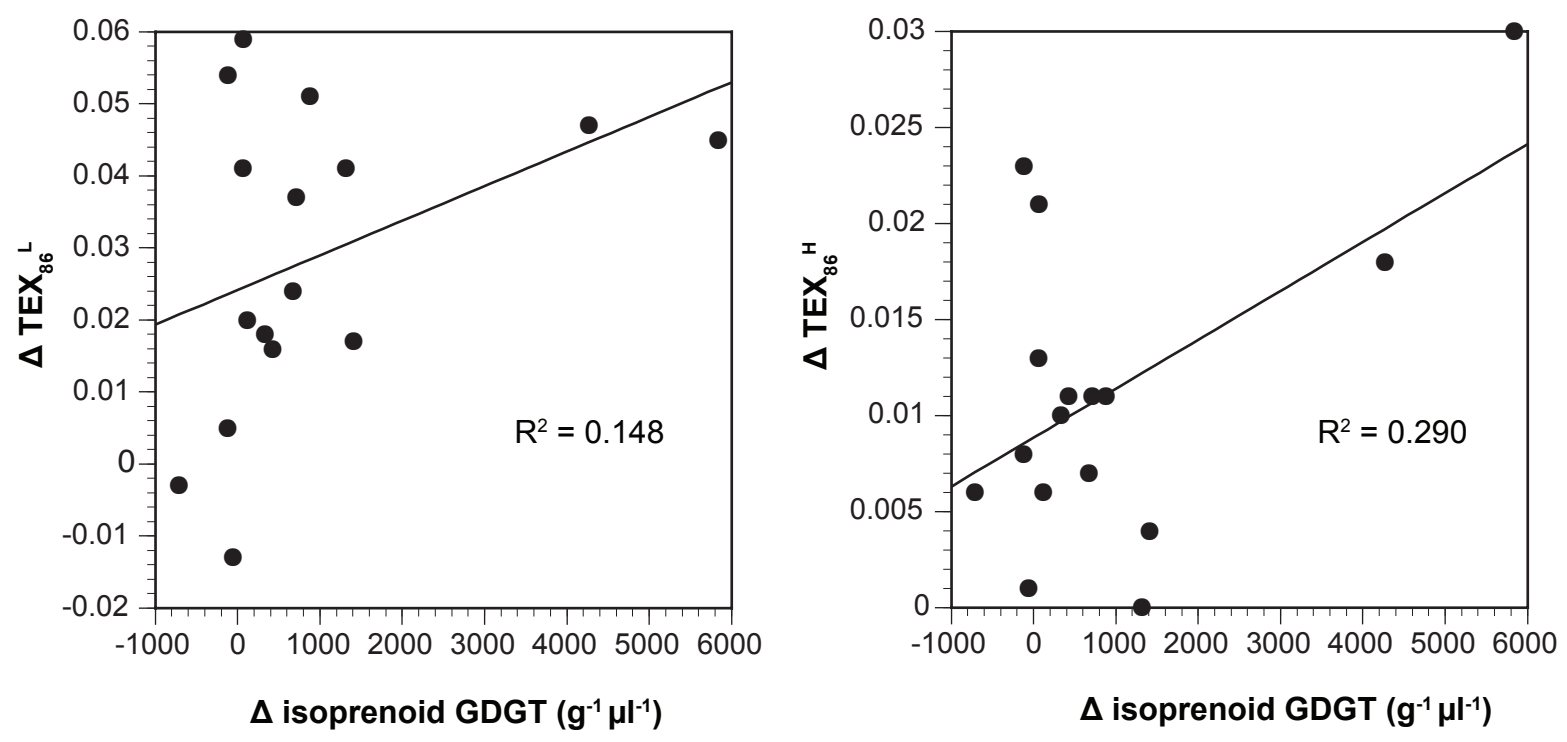 0.06
0.05
0.04
0.03
0.02
0.01
0
-0.01
-0.02
Δ TEX₈₆ᴸ
R² = 0.148
-1000 0 1000 2000 3000 4000 5000 6000
Δ isoprenoid GDGT (g⁻¹ µl⁻¹)
0.03
0.025
0.02
0.015
0.01
0.005
0
Δ TEX₈₆ᴴ
R² = 0.290
-1000 0 1000 2000 3000 4000 5000 6000
Δ isoprenoid GDGT (g⁻¹ µl⁻¹)